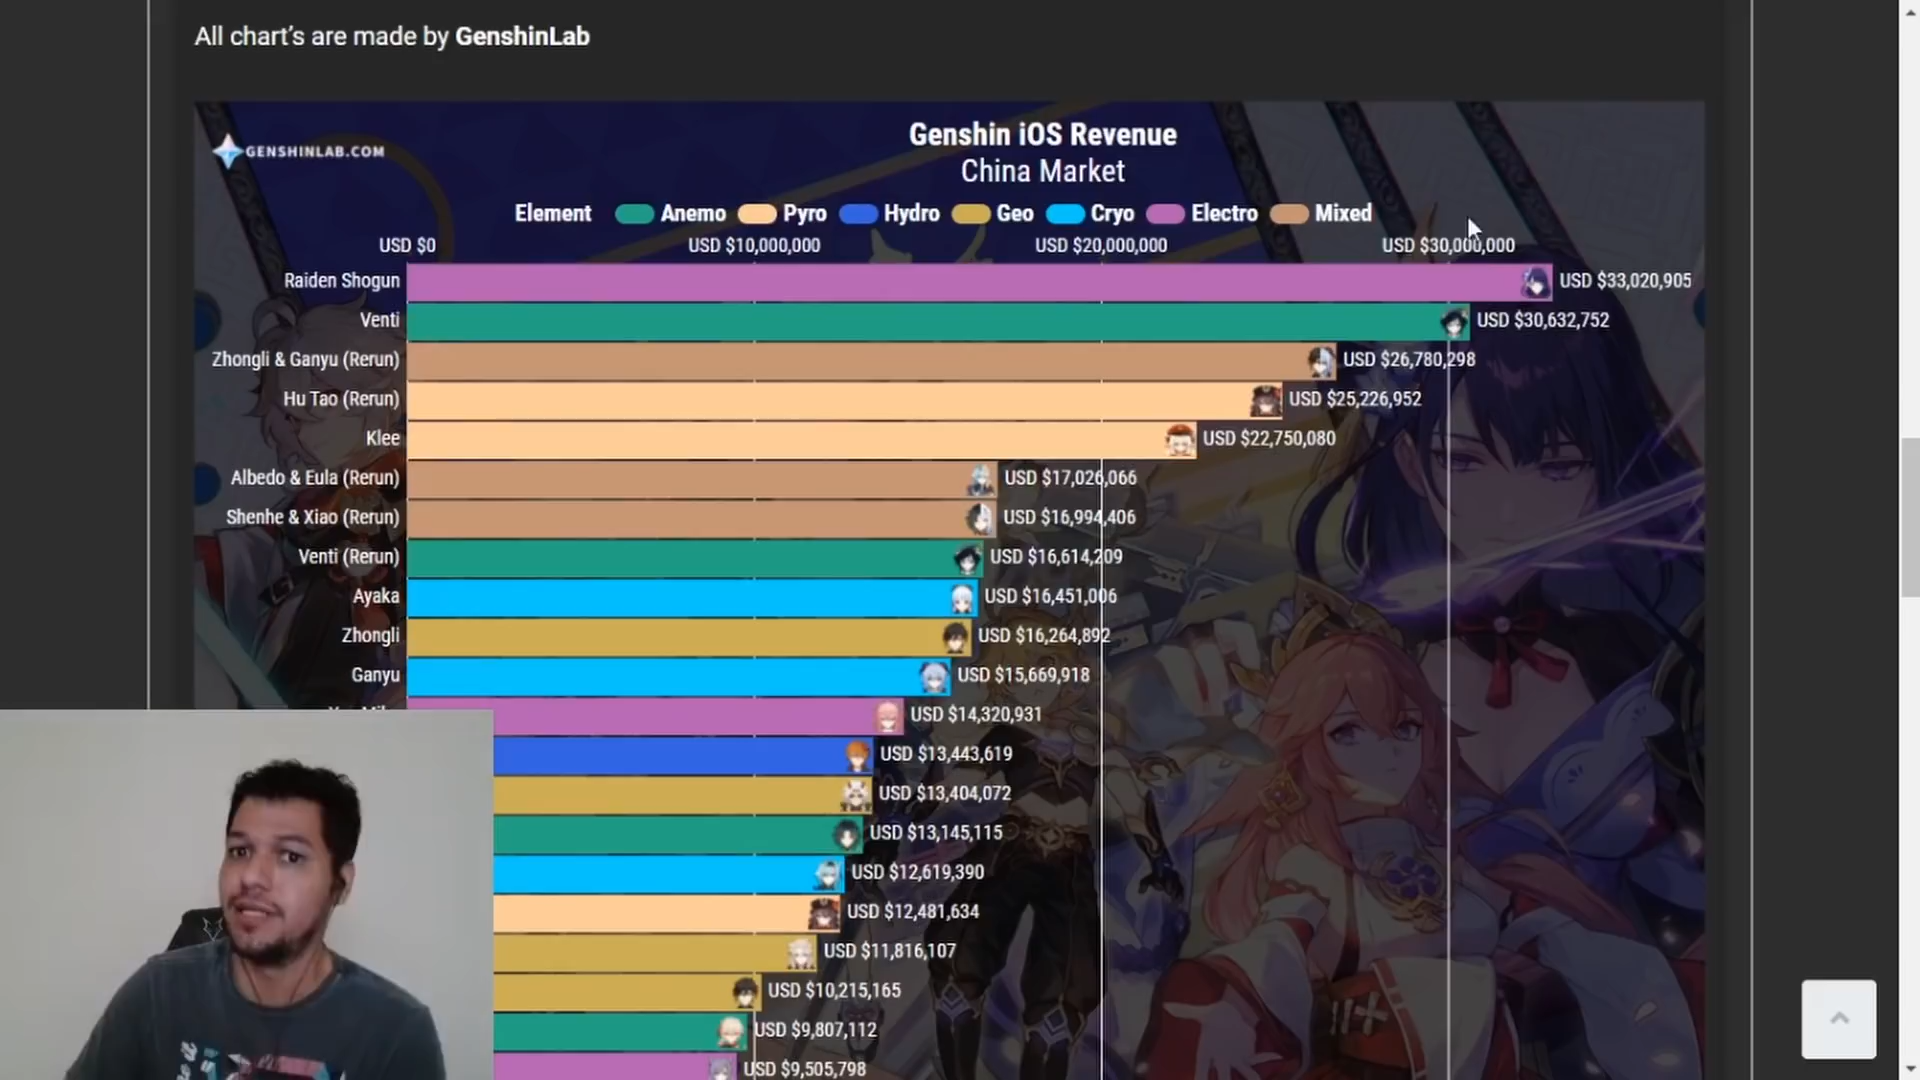 All chart's are made by GenshinLab
GENSHINLAB.COM
Genshin iOS Revenue
China Market
Element Anemo Pyro Hydro Geo Cryo Electro Mixed
USD $0 USD $10,000,000 USD $20,000,000 USD $30,000,000
Raiden Shogun USD $33,020,905
Venti USD $30,632,752
Zhongli & Ganyu (Rerun) USD $26,780,298
Hu Tao (Rerun) USD $25,226,952
Klee USD $22,750,080
Albedo & Eula (Rerun) USD $17,026,066
Shenhe & Xiao (Rerun) USD $16,994,406
Venti (Rerun) USD $16,614,209
Ayaka USD $16,451,006
Zhongli USD $16,264,892
Ganyu USD $15,669,918
USD $14,320,931
USD $13,443,619
USD $13,404,072
USD $13,145,115
USD $12,619,390
USD $12,481,634
USD $11,816,107
USD $10,215,165
USD $9,807,112
USD $9,505,798